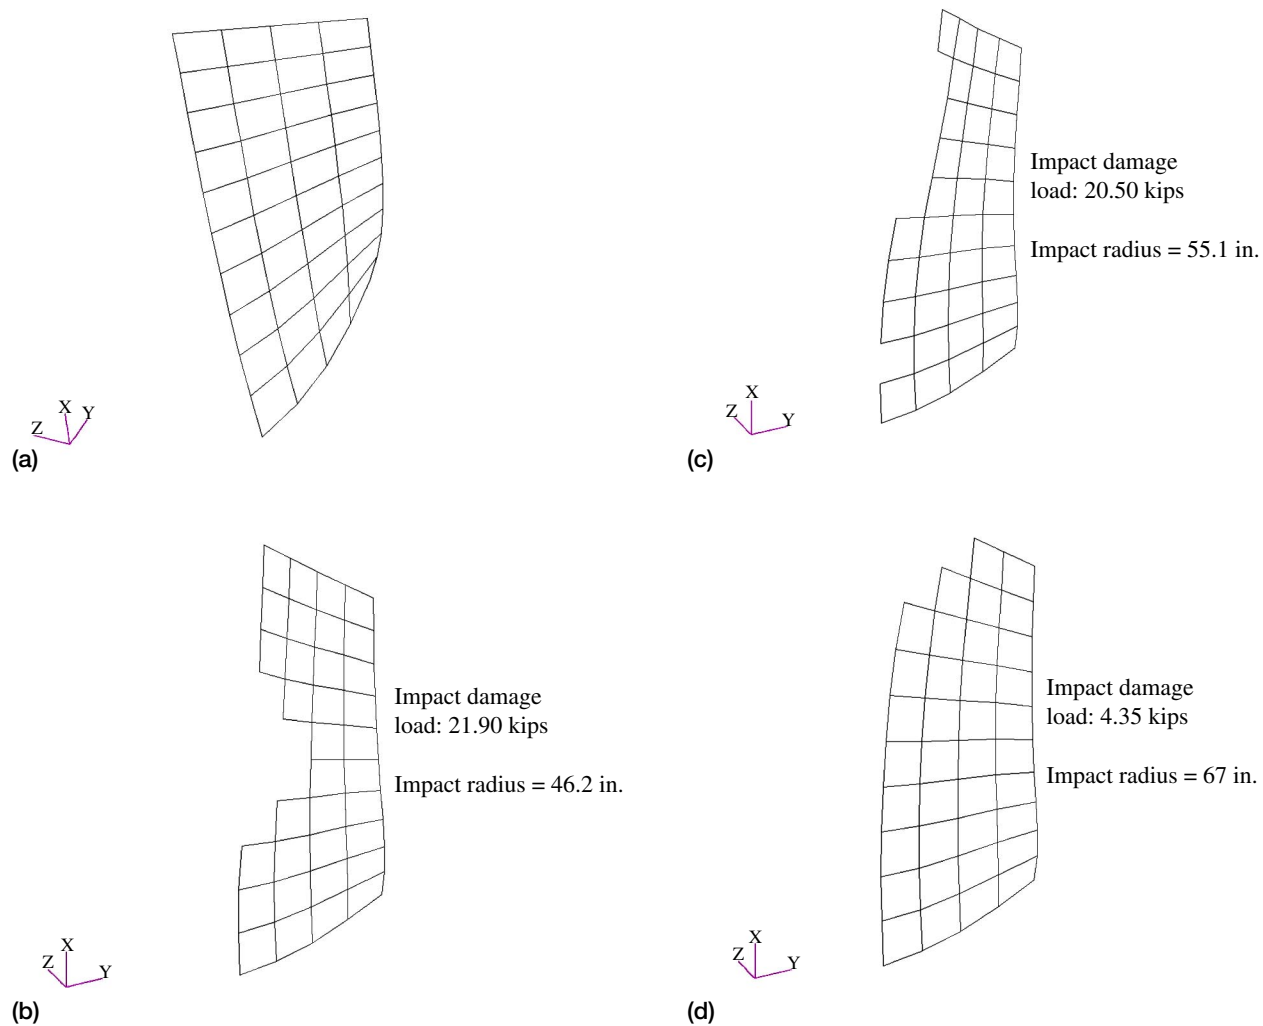 Z
X
Y
(a)
Impact damage
load: 20.50 kips
Impact radius = 55.1 in.
X
Z
Y
(c)
Impact damage
load: 21.90 kips
Impact radius = 46.2 in.
X
Z
Y
(b)
Impact damage
load: 4.35 kips
Impact radius = 67 in.
X
Z
Y
(d)